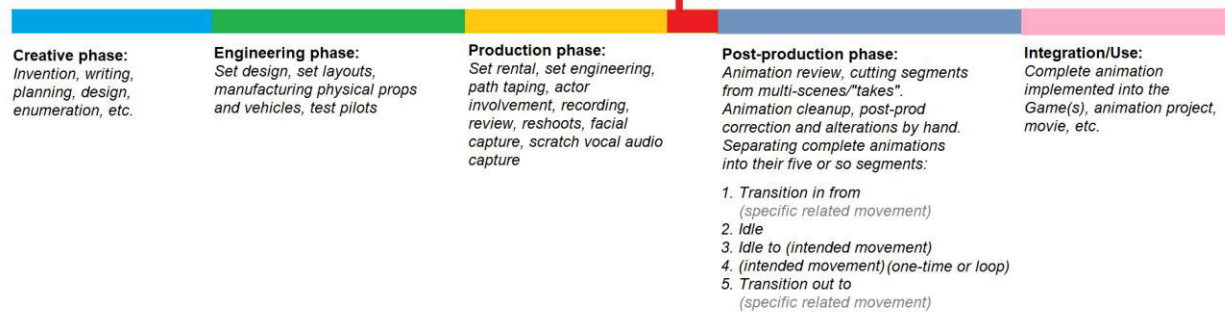 Creative phase:
Invention, writing,
planning, design,
enumeration, etc.
Engineering phase:
Set design, set layouts,
manufacturing physical props
and vehicles, test pilots
Production phase:
Set rental, set engineering,
path taping, actor
involvement, recording,
review, reshoots, facial
capture, scratch vocal audio
capture
Post-production phase:
Animation review, cutting segments
from multi-scenes/"takes".
Animation cleanup, post-prod
correction and alterations by hand.
Separating complete animations
into their five or so segments:
1. Transition in from
(specific related movement)
2. Idle
3. Idle to (intended movement)
4. (intended movement) (one-time or loop)
5. Transition out to
(specific related movement)
Integration/Use:
Complete animation
implemented into the
Game(s), animation project,
movie, etc.